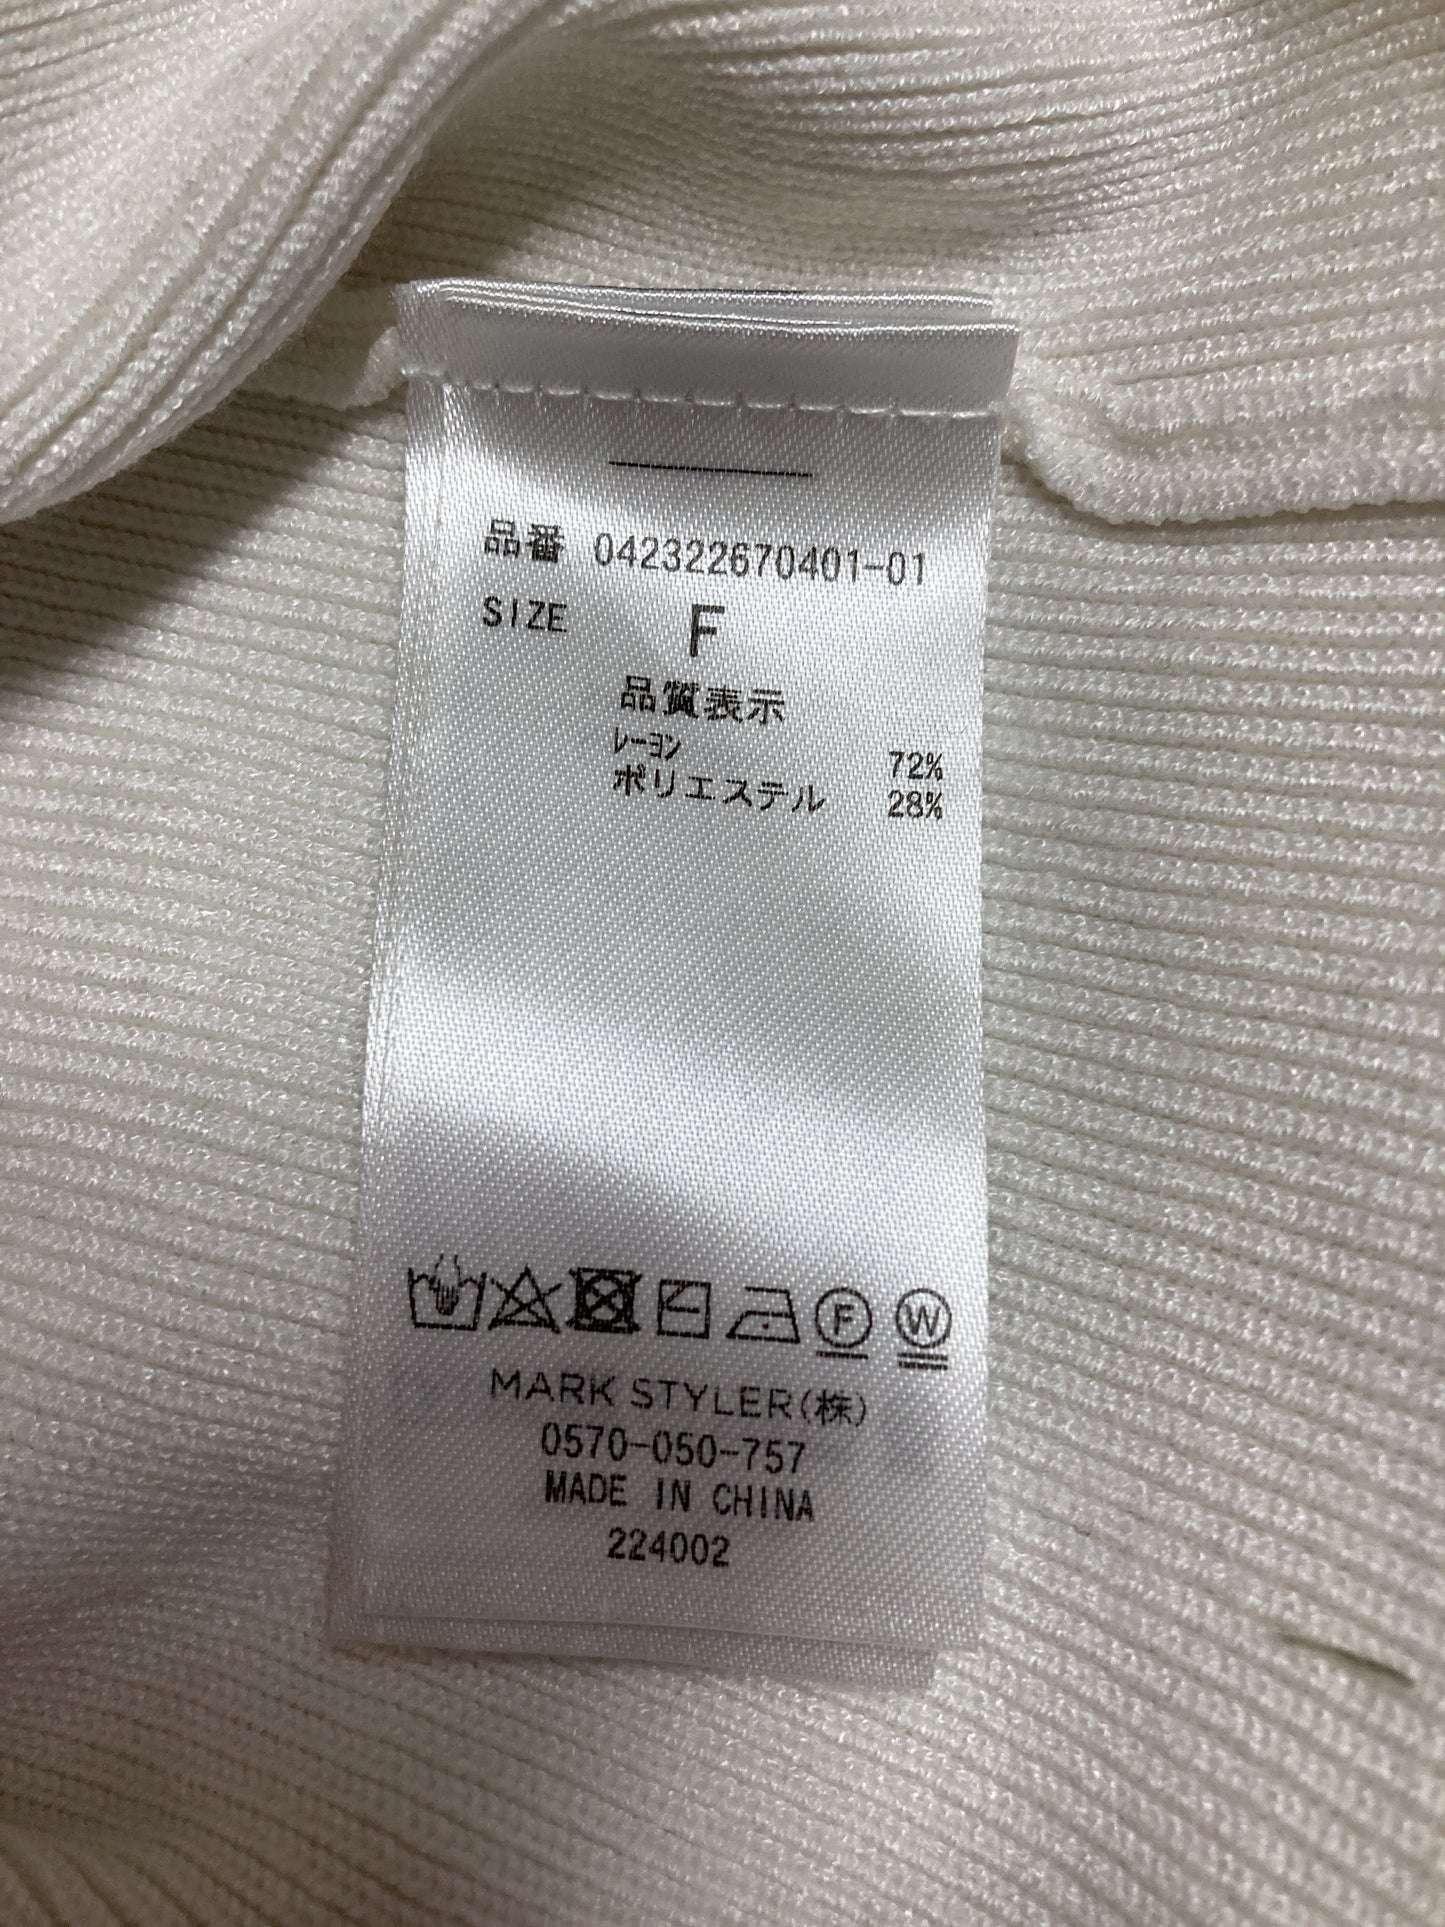 品番 042322670401-01
SIZE F
品質表示
レーヨン 72%
ポリエステル 28%
F W
MARK STYLER(株)
0570-050-757
MADE IN CHINA
224002